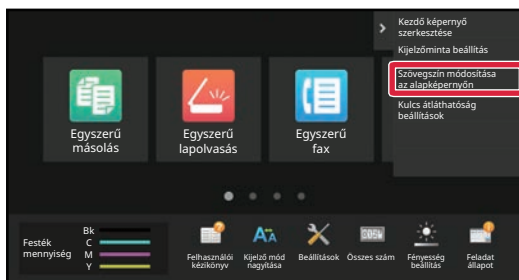 Kezdő képernyő
szerkesztése
Kijelzőminta beállítás
Szövegszín módosítása
az alapképernyőn
Kulcs átláthatóság
beállítások
Egyszerű
másolás
Egyszerű
lapolvasás
Egyszerű
fax
Festék
mennyiség
Bk
C
M
Y
Felhasználói
kézikönyv
Kijelző mód
nagyítása
Beállítások
Összes szám
Fényesség
beállítás
Feladat
állapot